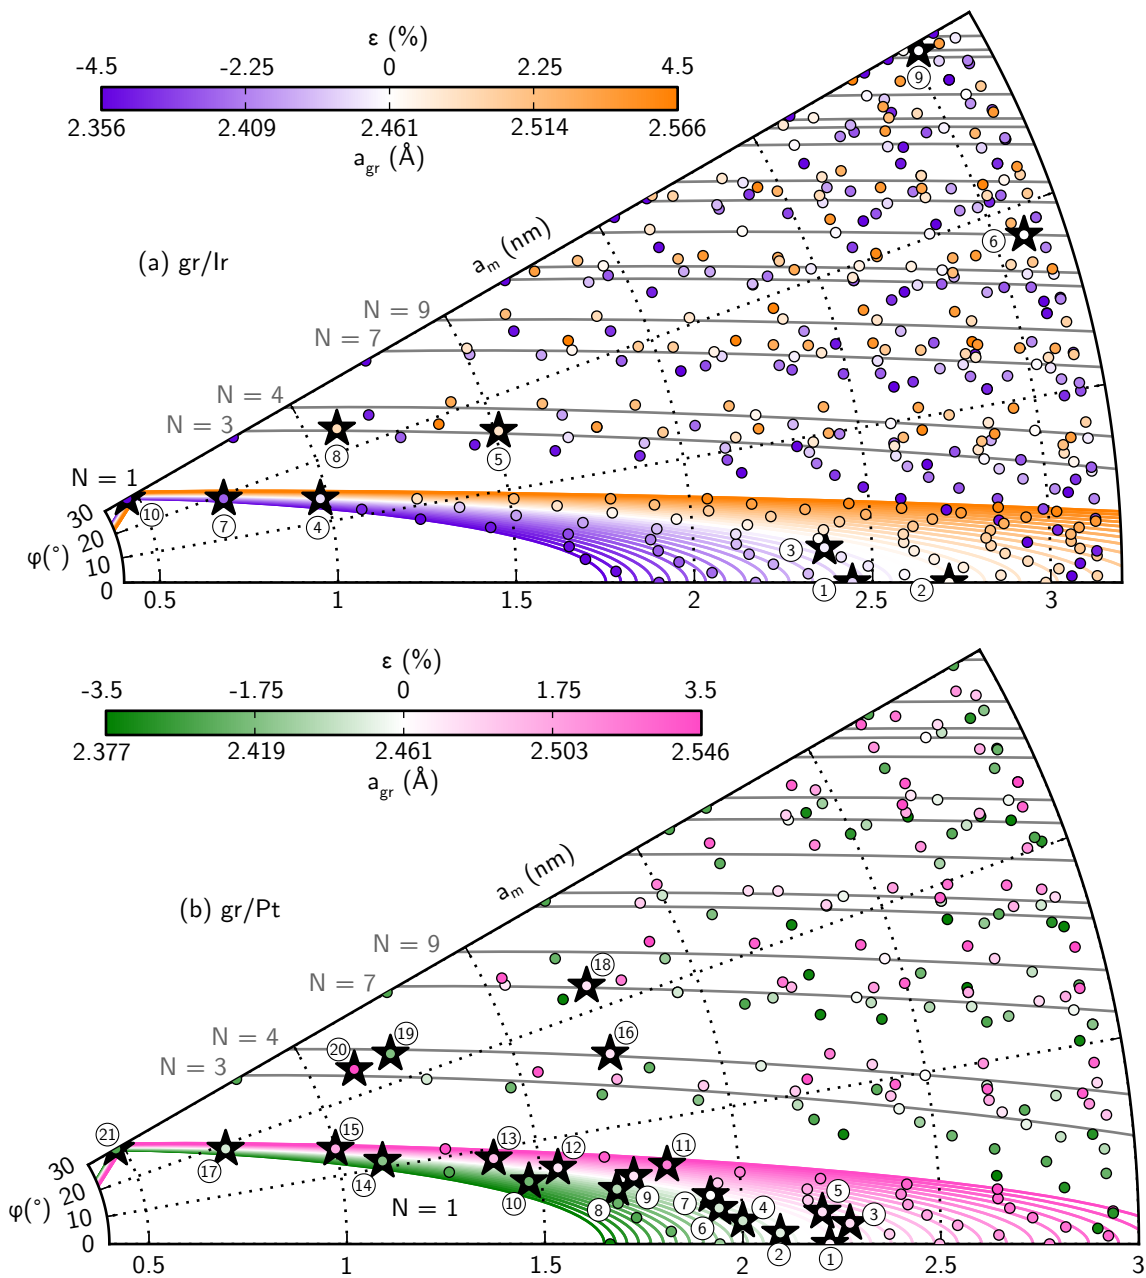 ε (%)
-4.5 -2.25 0 2.25 4.5
2.356 2.409 2.461 2.514 2.566
a_gr (Å)
9
6
(a) gr/Ir
a_m (nm)
N = 9
N = 7
N = 4
N = 3
8
5
N = 1
30
10
7
4
20
3
φ(°)
10
1
2
0
0.5 1 1.5 2 2.5 3
ε (%)
-3.5 -1.75 0 1.75 3.5
2.377 2.419 2.461 2.503 2.546
a_gr (Å)
a_m (nm)
(b) gr/Pt
N = 9
18
N = 7
N = 4
19
16
20
N = 3
21
15
13
12
11
30
17
14
20
10
9
7
5
φ(°)
N = 1
8
6
4
3
10
2
1
0
0.5 1 1.5 2 2.5 3